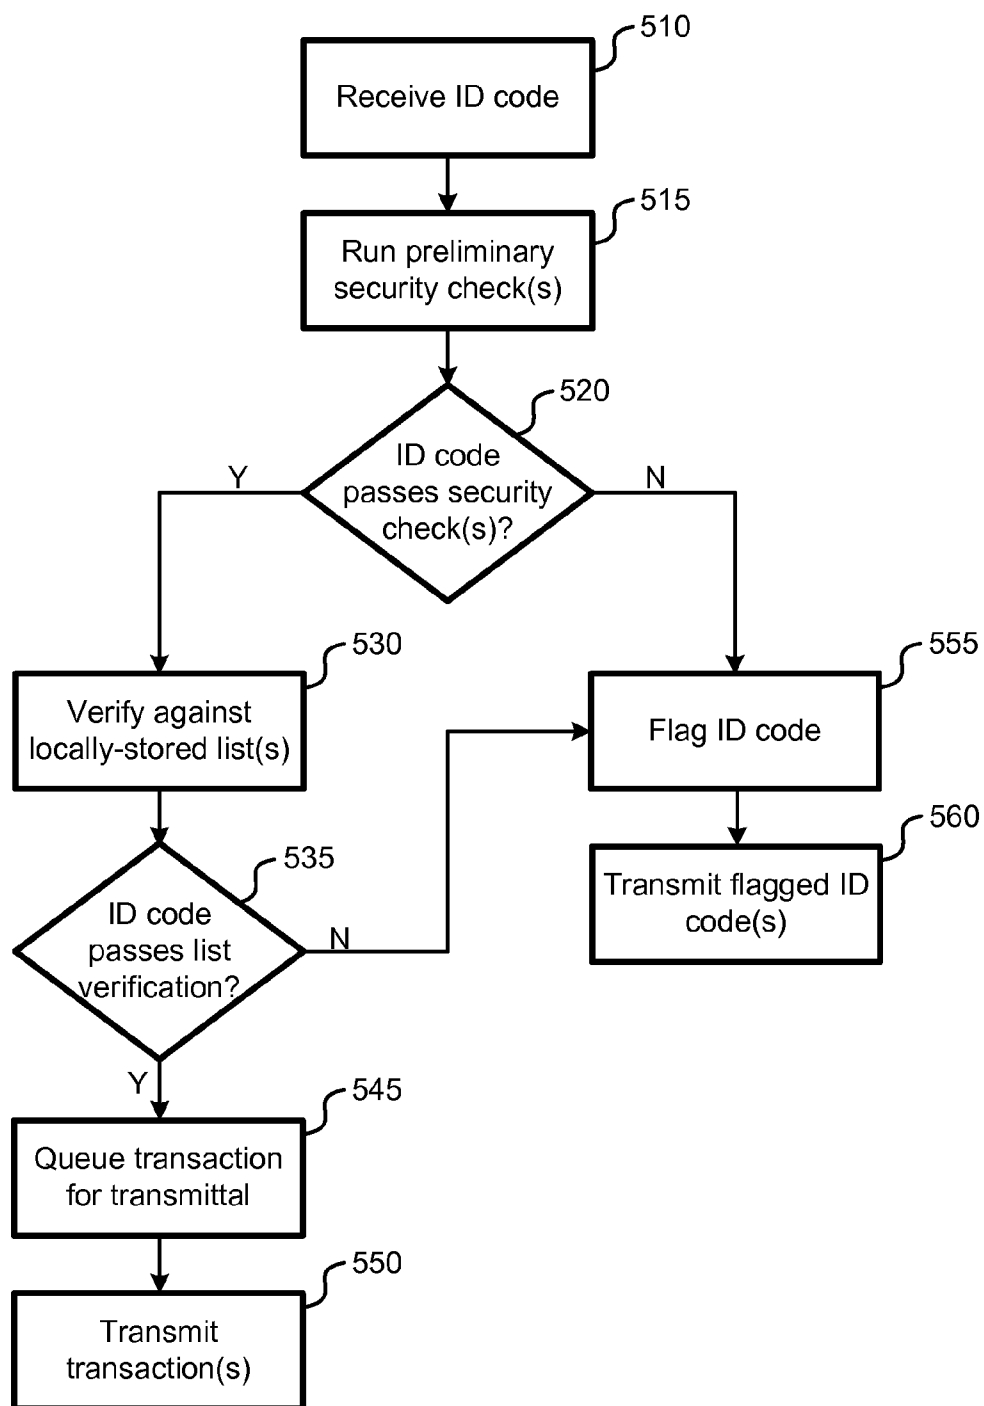 510
Receive ID code
515
Run preliminary
security check(s)
520
ID code
passes security
check(s)?
Y
N
530
Verify against
locally-stored list(s)
555
Flag ID code
535
ID code
passes list
verification?
N
Y
560
Transmit flagged ID
code(s)
545
Queue transaction
for transmittal
550
Transmit
transaction(s)